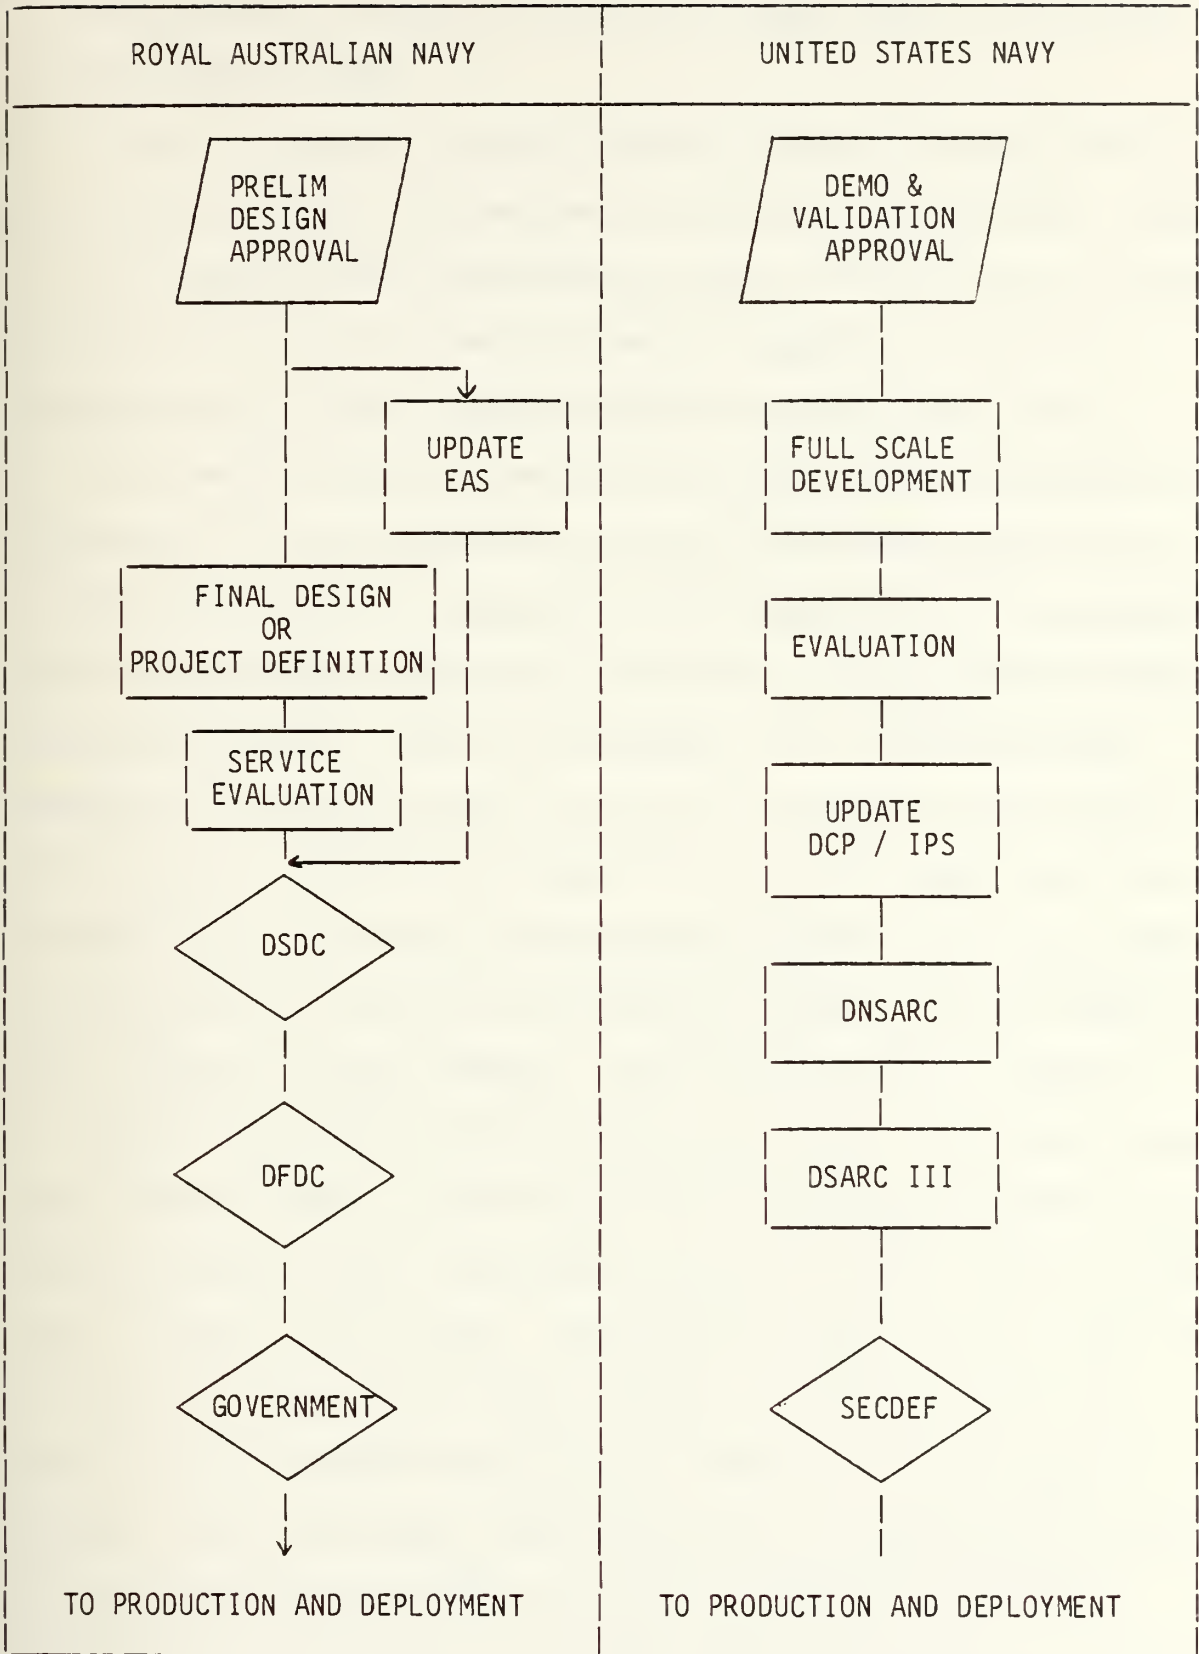 ROYAL AUSTRALIAN NAVY
UNITED STATES NAVY
PRELIM
DESIGN
APPROVAL
UPDATE
EAS
FINAL DESIGN
OR
PROJECT DEFINITION
SERVICE
EVALUATION
DSDC
DFDC
GOVERNMENT
TO PRODUCTION AND DEPLOYMENT
DEMO &
VALIDATION
APPROVAL
FULL SCALE
DEVELOPMENT
EVALUATION
UPDATE
DCP / IPS
DNSARC
DSARC III
SECDEF
TO PRODUCTION AND DEPLOYMENT